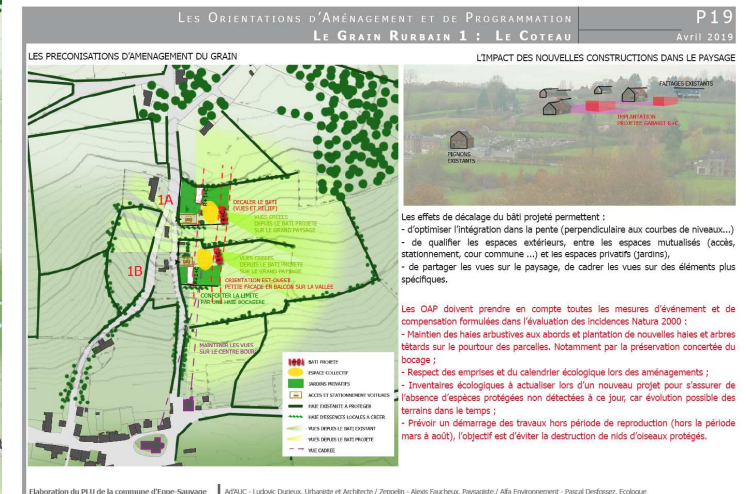 LES ORIENTATIONS D'AMÉNAGEMENT ET DE PROGRAMMATION
LE GRAIN RURBAIN 1 : LE COTEAU
P19
Avril 2019
LES PRECONISATIONS D'AMENAGEMENT DU GRAIN
1A
1B
DECALER LE BATI
(VUES ET RELIEF)
VUES CREEES
DEPUIS LE BATI PROJETE
SUR LE GRAND PAYSAGE
VUES CREEES
DEPUIS LE BATI PROJETE
SUR LE GRAND PAYSAGE
ORIENTATION EST-OUEST
PETITE FACADE EN BALCON SUR LA VALLEE
CONFORTER LA LIMITE
PAR UNE HAIE BOCAGERE
MAINTENIR LES VUES
SUR LE CENTRE BOURG
BATI PROJETE
ESPACE COLLECTIF
JARDINS PRIVATIFS
ACCES ET STATIONNEMENT VOITURES
HAIE EXISTANTE A PROTEGER
HAIE D'ESSENCES LOCALES A CREER
VUES DEPUIS LE BATI EXISTANT
VUES DEPUIS LE BATI PROJETE
VUE CADREE
L'IMPACT DES NOUVELLES CONSTRUCTIONS DANS LE PAYSAGE
FAITAGES EXISTANTS
IMPLANTATION
PROJETEE GABARIT R+C
PIGNONS
EXISTANTS
Les effets de décalage du bâti projeté permettent :
- d'optimiser l'intégration dans la pente (perpendiculaire aux courbes de niveaux...)
- de qualifier les espaces extérieurs, entre les espaces mutualisés (accès,
stationnement, cour commune ...) et les espaces privatifs (jardins),
- de partager les vues sur le paysage, de cadrer les vues sur des éléments plus
spécifiques.
Les OAP doivent prendre en compte toutes les mesures d'événement et de
compensation formulées dans l'évaluation des incidences Natura 2000 :
- Maintien des haies arbustives aux abords et plantation de nouvelles haies et arbres
têtards sur le pourtour des parcelles. Notamment par la préservation concertée du
bocage ;
- Respect des emprises et du calendrier écologique lors des aménagements ;
- Inventaires écologiques à actualiser lors d'un nouveau projet pour s'assurer de
l'absence d'espèces protégées non détectées à ce jour, car évolution possible des
terrains dans le temps ;
- Prévoir un démarrage des travaux hors période de reproduction (hors la période
mars à août), l'objectif est d'éviter la destruction de nids d'oiseaux protégés.
Elaboration du PLU de la commune d'Eppe-Sauvage
Ad'AUC - Ludovic Durieux, Urbaniste et Architecte / Zeppelin - Alexis Faucheux, Paysagiste / Alfa Environnement - Pascal Desfossez, Ecologue